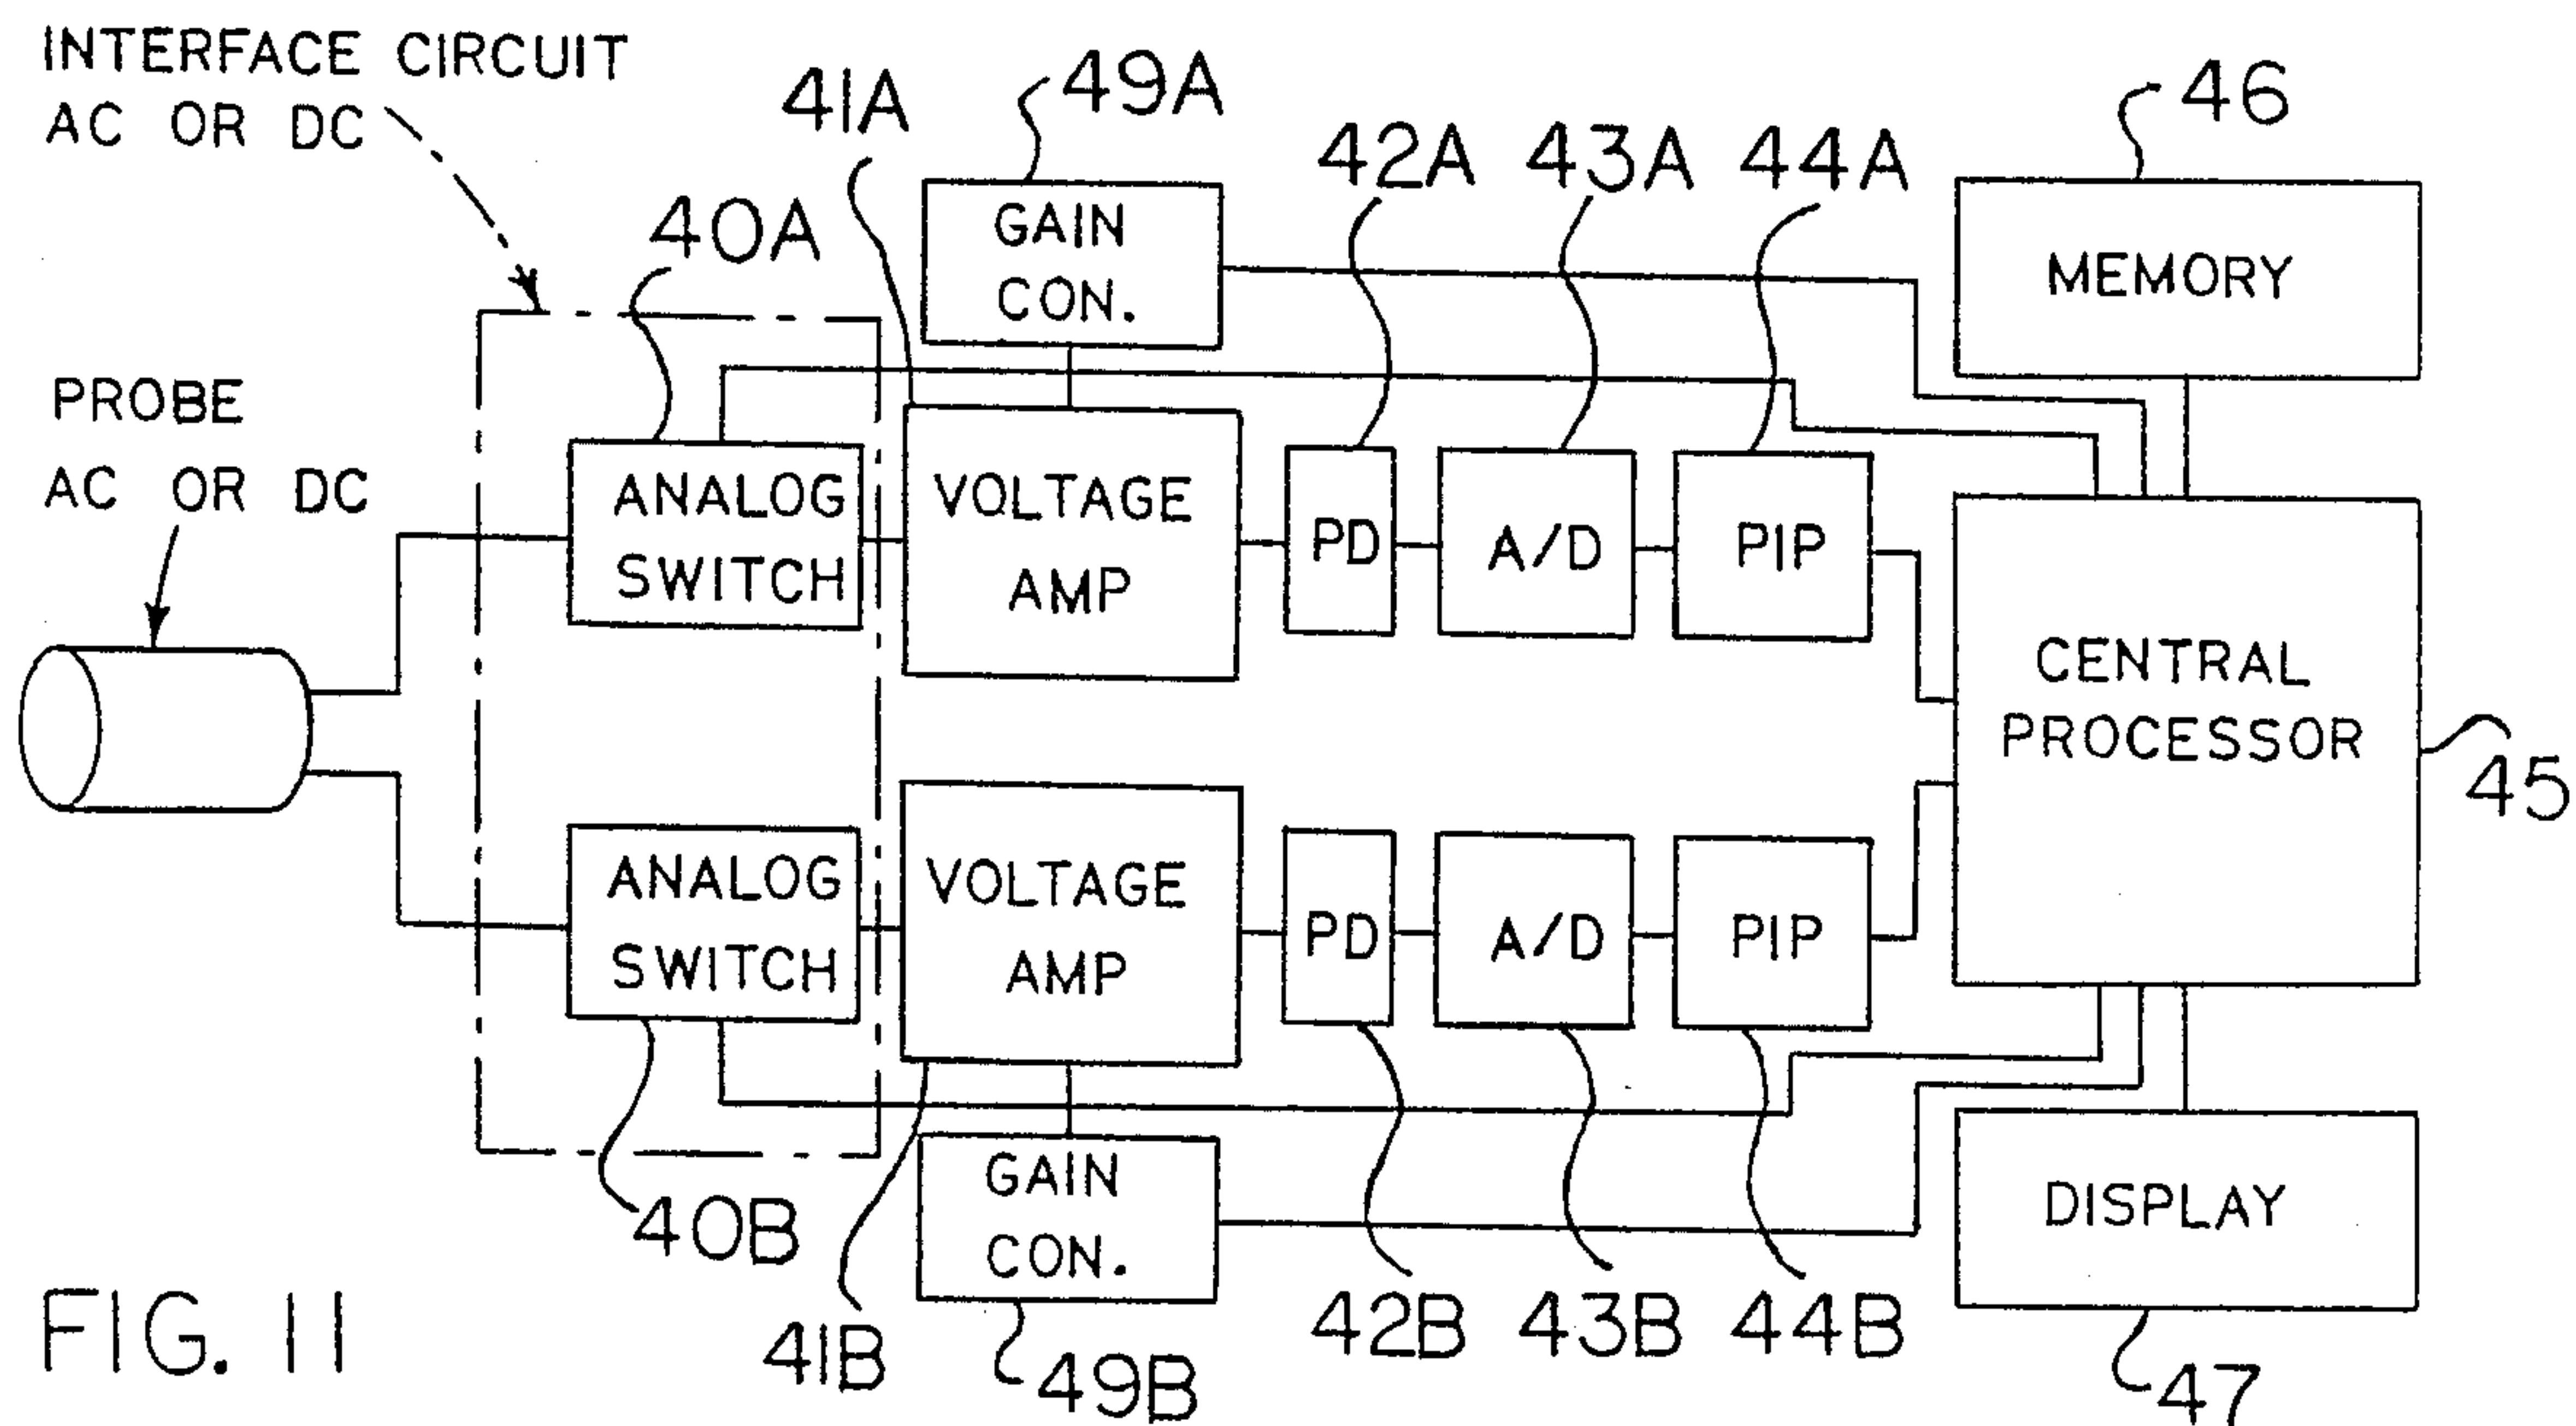 INTERFACE CIRCUIT
AC OR DC
41A
49A
46
42A
43A
44A
40A
GAIN
CON.
MEMORY
PROBE
AC OR DC
ANALOG
SWITCH
VOLTAGE
AMP
PD
A/D
PIP
CENTRAL
PROCESSOR
45
ANALOG
SWITCH
VOLTAGE
AMP
PD
A/D
PIP
GAIN
CON.
DISPLAY
40B
41B
49B
42B
43B
44B
47
FIG. 11